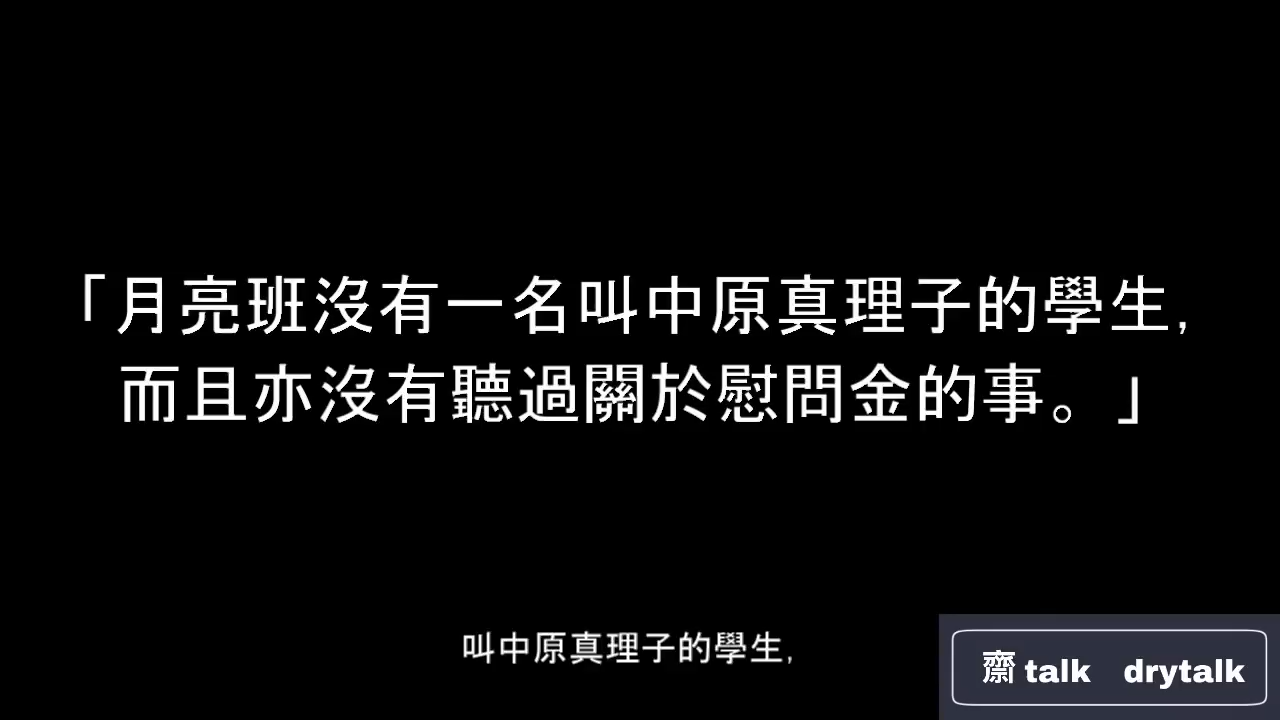 「月亮班沒有一名叫中原真理子的學生,
而且亦沒有聽過關於慰問金的事。」
叫中原真理子的學生,
齋 talk drytalk